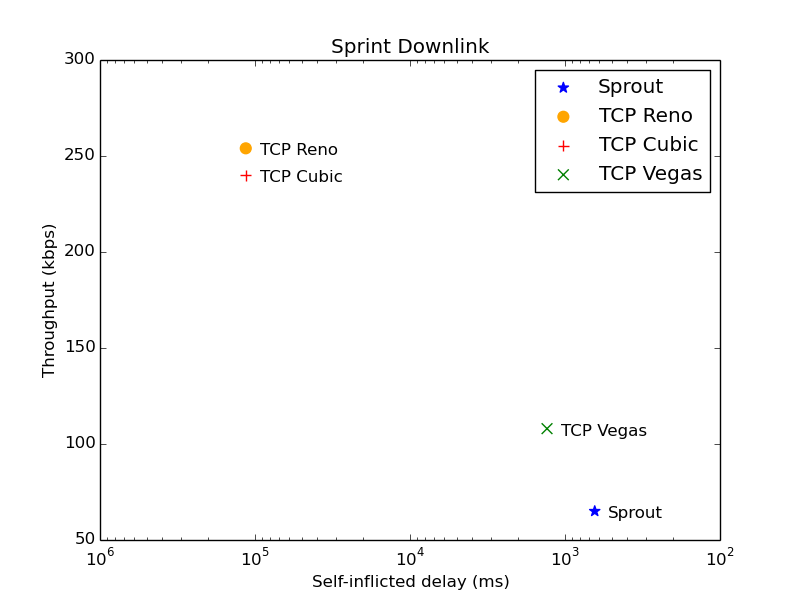 Sprint Downlink
300
250
200
150
100
50
Throughput (kbps)
Sprout
TCP Reno
TCP Cubic
TCP Vegas
TCP Reno
TCP Cubic
TCP Vegas
Sprout
10⁶ 10⁵ 10⁴ 10³ 10²
Self-inflicted delay (ms)